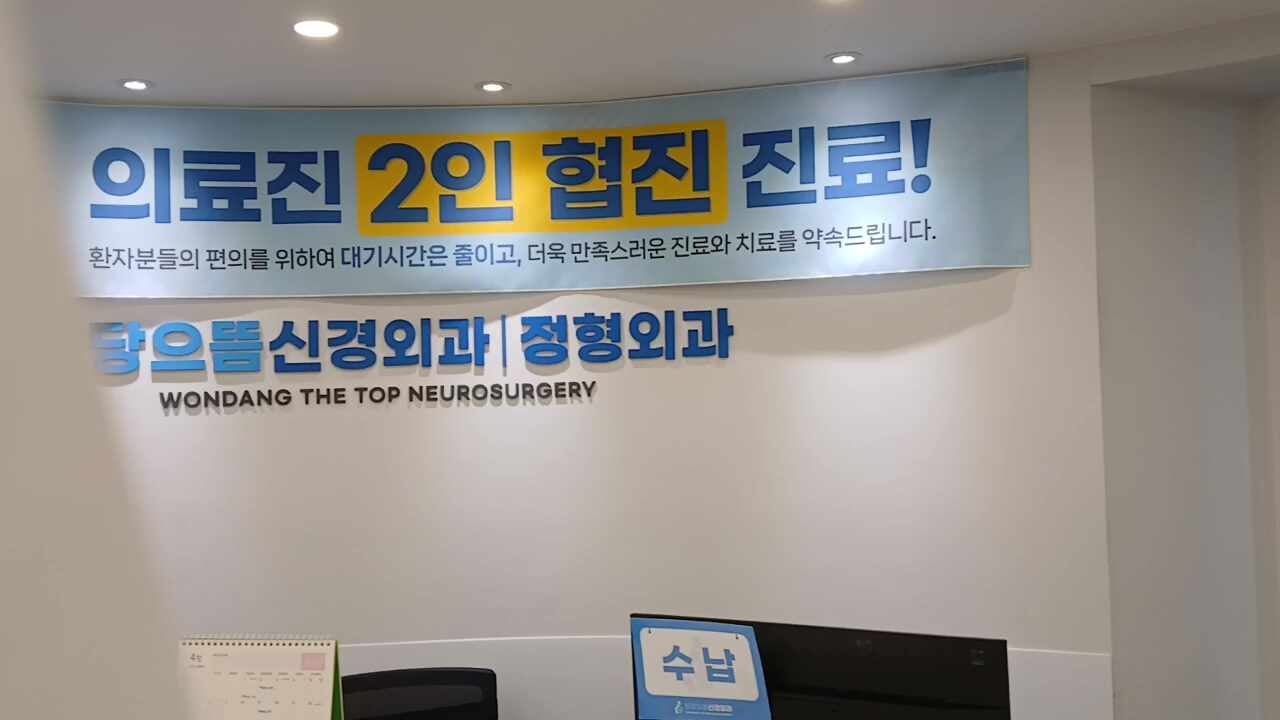 의료진 2인 협진 진료!
환자분들의 편의를 위하여 대기시간은 줄이고, 더욱 만족스러운 진료와 치료를 약속드립니다.
당으뜸신경외과 | 정형외과
WONDANG THE TOP NEUROSURGERY
수납